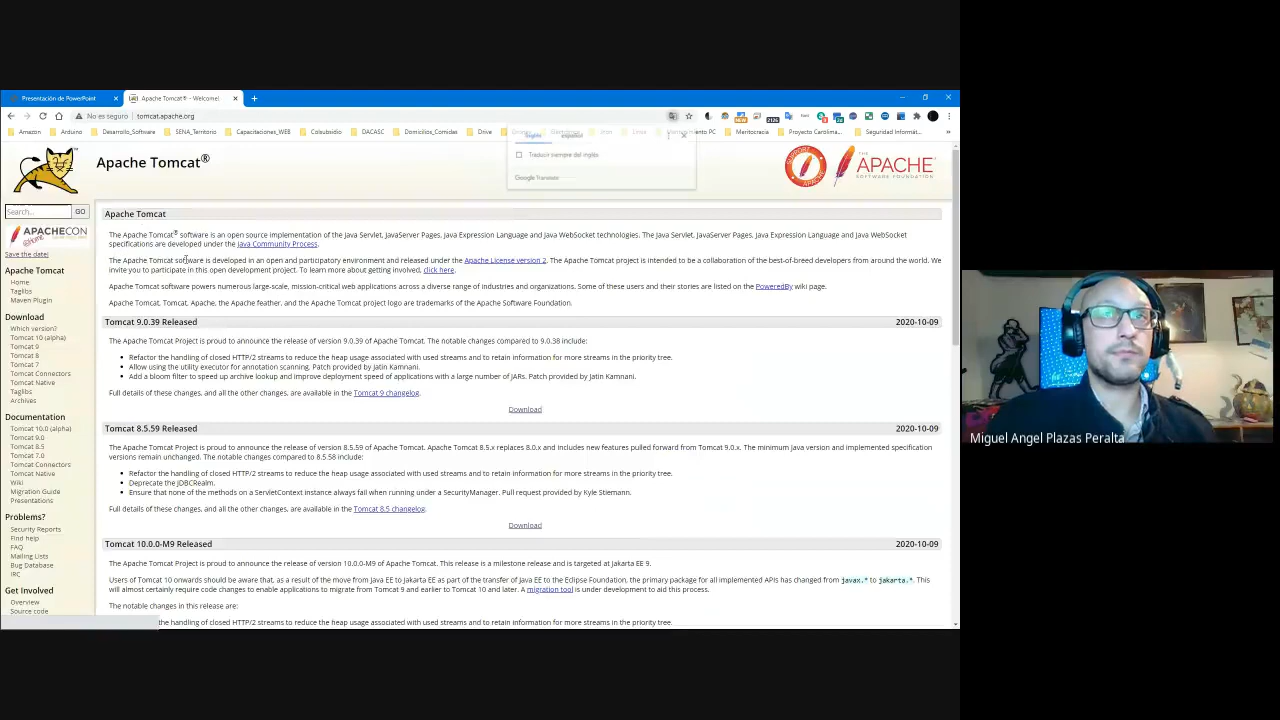 Presentación de PowerPoint
Apache Tomcat® - Welcome!
No es seguro | tomcat.apache.org
Amazon
Arduino
Desarrollo_Software
SENA_Territorio
Capacitaciones_WEB
Colsubsidio
DACASC
Domicilios_Comidas
Drive
Meritocracia
Proyecto Carolina...
Seguridad Informát...
inglés
español
Traducir siempre del inglés
Google Translate
Apache Tomcat®
SUPPORT APACHE
THE APACHE
SOFTWARE FOUNDATION
Search...
GO
APACHECON
@home
Save the date!
Apache Tomcat
Home
Taglibs
Maven Plugin
Download
Which version?
Tomcat 10 (alpha)
Tomcat 9
Tomcat 8
Tomcat 7
Tomcat Connectors
Tomcat Native
Taglibs
Archives
Documentation
Tomcat 10.0 (alpha)
Tomcat 9.0
Tomcat 8.5
Tomcat 7.0
Tomcat Connectors
Tomcat Native
Wiki
Migration Guide
Presentations
Problems?
Security Reports
Find help
FAQ
Mailing Lists
Bug Database
IRC
Get Involved
Overview
Source code
Apache Tomcat
The Apache Tomcat® software is an open source implementation of the Java Servlet, JavaServer Pages, Java Expression Language and Java WebSocket technologies. The Java Servlet, JavaServer Pages, Java Expression Language and Java WebSocket
specifications are developed under the Java Community Process.
The Apache Tomcat software is developed in an open and participatory environment and released under the Apache License version 2. The Apache Tomcat project is intended to be a collaboration of the best-of-breed developers from around the world. We
invite you to participate in this open development project. To learn more about getting involved, click here.
Apache Tomcat software powers numerous large-scale, mission-critical web applications across a diverse range of industries and organizations. Some of these users and their stories are listed on the PoweredBy wiki page.
Apache Tomcat, Tomcat, Apache, the Apache feather, and the Apache Tomcat project logo are trademarks of the Apache Software Foundation.
Tomcat 9.0.39 Released 2020-10-09
The Apache Tomcat Project is proud to announce the release of version 9.0.39 of Apache Tomcat. The notable changes compared to 9.0.38 include:
• Refactor the handling of closed HTTP/2 streams to reduce the heap usage associated with used streams and to retain information for more streams in the priority tree.
• Allow using the utility executor for annotation scanning. Patch provided by Jatin Kamnani.
• Add a bloom filter to speed up archive lookup and improve deployment speed of applications with a large number of JARs. Patch provided by Jatin Kamnani.
Full details of these changes, and all the other changes, are available in the Tomcat 9 changelog.
Download
Tomcat 8.5.59 Released 2020-10-09
The Apache Tomcat Project is proud to announce the release of version 8.5.59 of Apache Tomcat. Apache Tomcat 8.5.x replaces 8.0.x and includes new features pulled forward from Tomcat 9.0.x. The minimum java version and implemented specification
versions remain unchanged. The notable changes compared to 8.5.58 include:
• Refactor the handling of closed HTTP/2 streams to reduce the heap usage associated with used streams and to retain information for more streams in the priority tree.
• Deprecate the JDBCRealm.
• Ensure that none of the methods on a ServletContext instance always fail when running under a SecurityManager. Pull request provided by Kyle Stiemann.
Full details of these changes, and all the other changes, are available in the Tomcat 8.5 changelog.
Download
Tomcat 10.0.0-M9 Released 2020-10-09
The Apache Tomcat Project is proud to announce the release of version 10.0.0-M9 of Apache Tomcat. This release is a milestone release and is targeted at Jakarta EE 9.
Users of Tomcat 10 onwards should be aware that, as a result of the move from Java EE to Jakarta EE as part of the transfer of Java EE to the Eclipse Foundation, the primary package for all implemented APIs has changed from javax.* to jakarta.*. This
will almost certainly require code changes to enable applications to migrate from Tomcat 9 and earlier to Tomcat 10 and later. A migration tool is under development to aid this process.
The notable changes in this release are:
the handling of closed HTTP/2 streams to reduce the heap usage associated with used streams and to retain information for more streams in the priority tree.
Miguel Angel Plazas Peralta